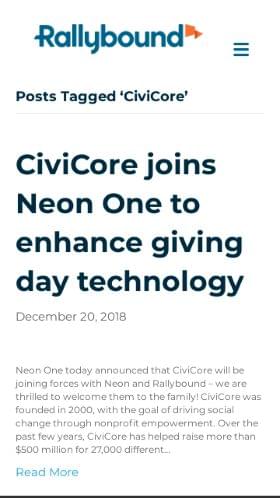 Rallybound
Posts Tagged ‘CiviCore’
CiviCore joins
Neon One to
enhance giving
day technology
December 20, 2018
Neon One today announced that CiviCore will be
joining forces with Neon and Rallybound – we are
thrilled to welcome them to the family! CiviCore was
founded in 2000, with the goal of driving social
change through nonprofit empowerment. Over the
past few years, CiviCore has helped raise more than
$500 million for 27,000 different...
Read More